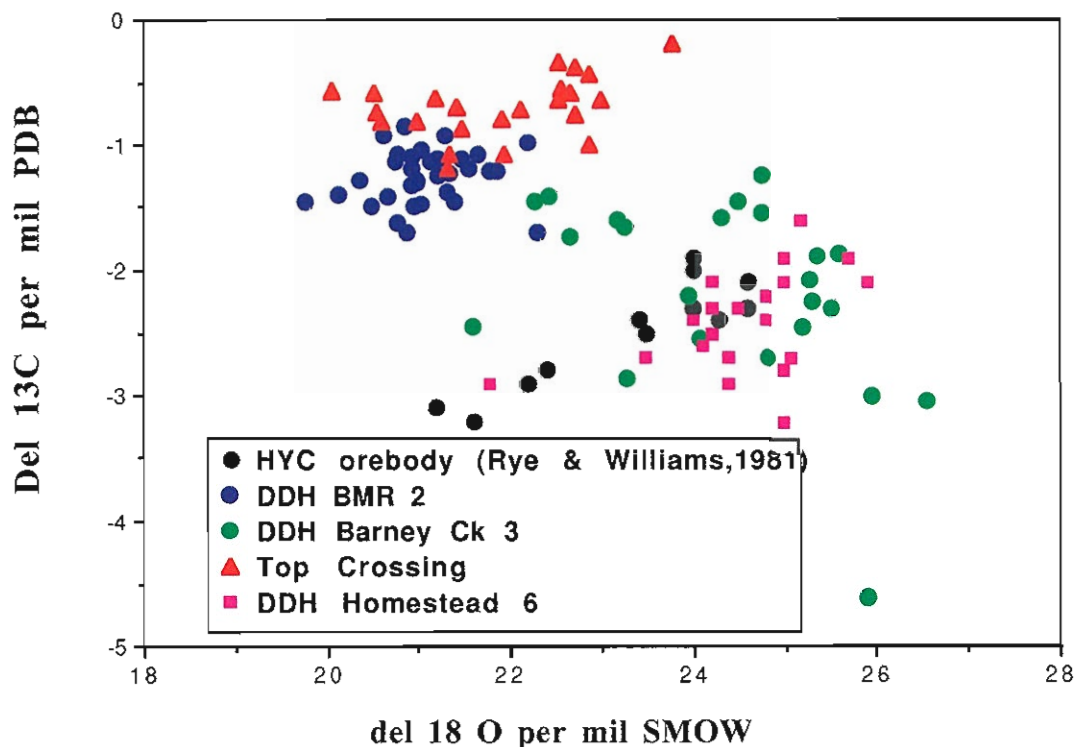 0
-1
-2
-3
-4
-5
Del 13C per mil PDB
HYC orebody (Rye & Williams,1981)
DDH BMR 2
DDH Barney Ck 3
Top Crossing
DDH Homestead 6
18 20 22 24 26 28
del 18 O per mil SMOW